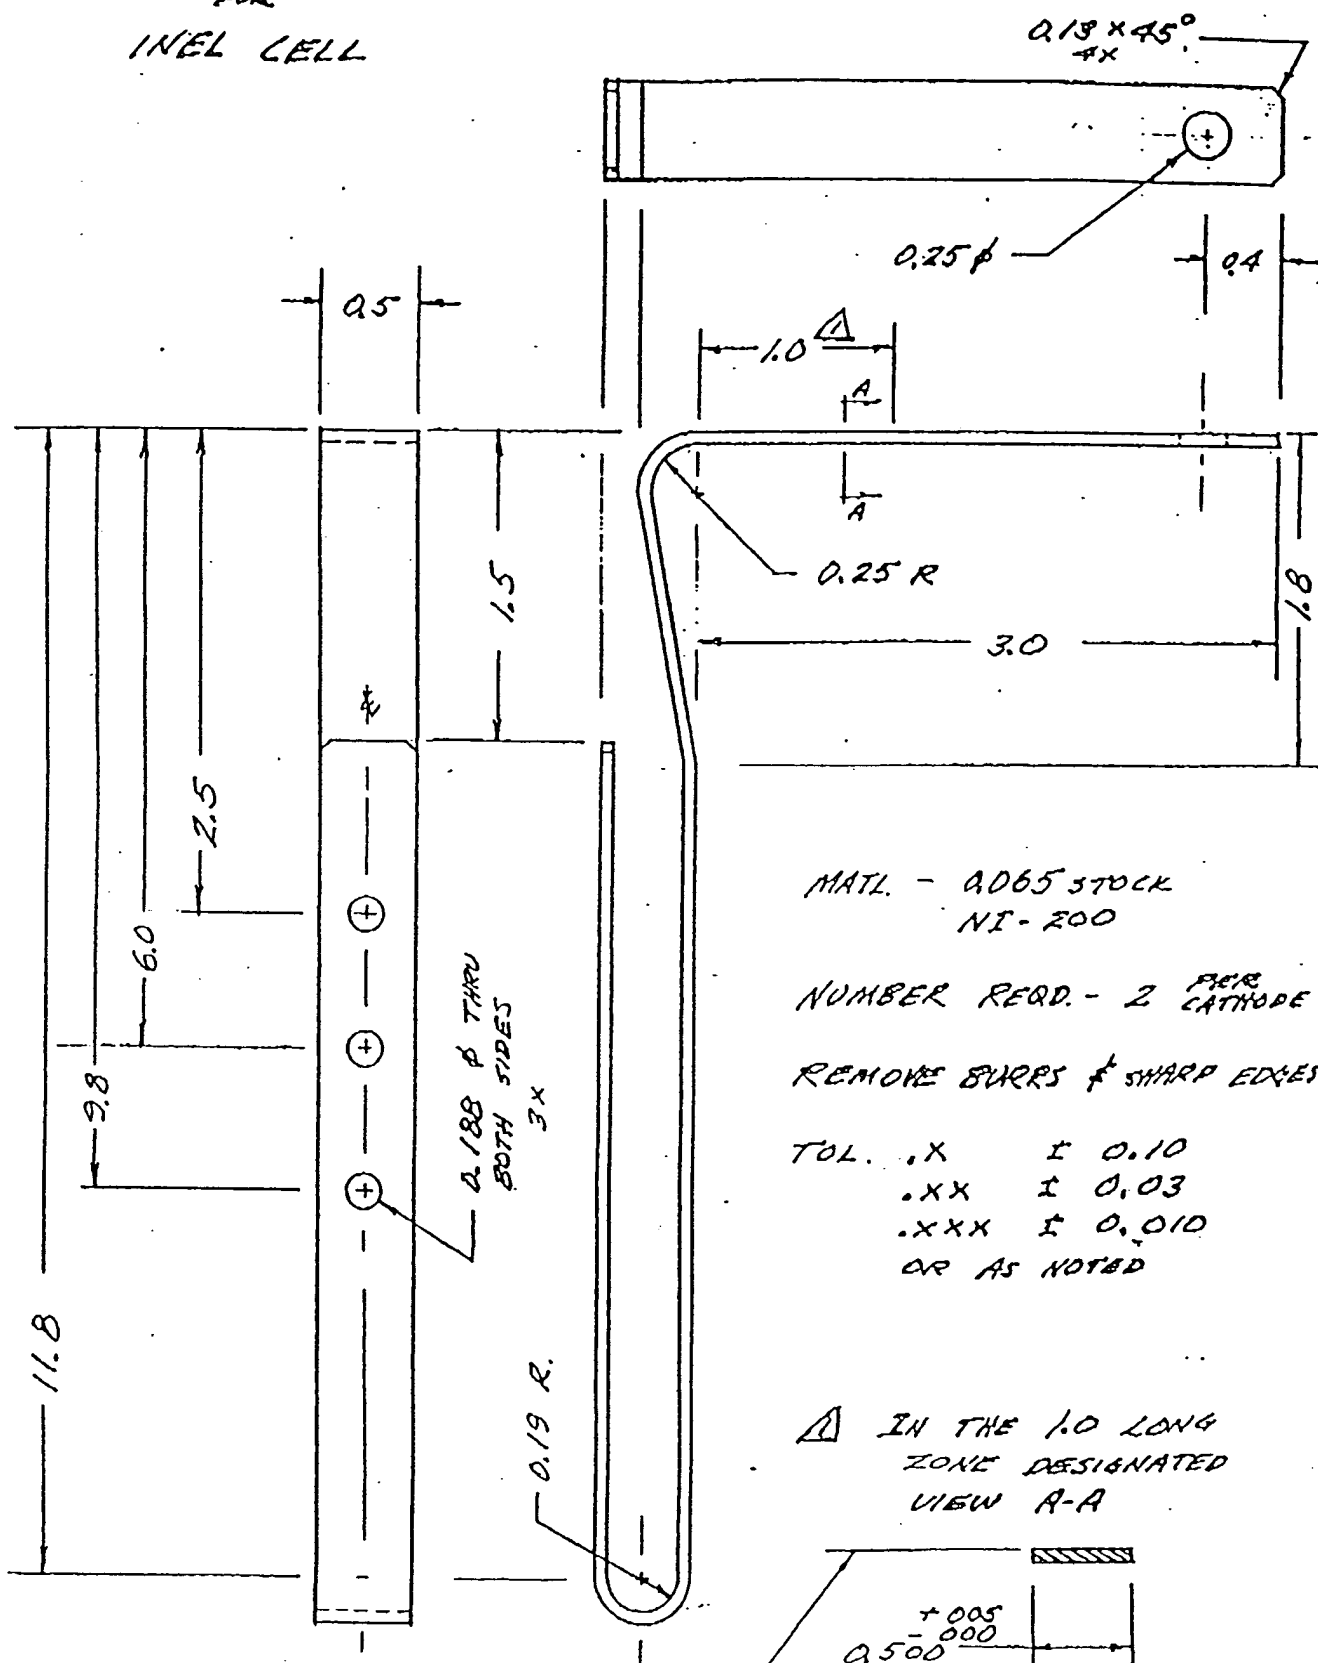 FOR
INEL CELL
0.13 X 45°
4X
0.25 ø
0.4
0.5
1.0 1
A
A
0.25 R
1.5
3.0
1.8
2.5
6.0
9.8
11.8
0.188 ø THRU
BOTH SIDES
3X
0.19 R.
MATL. - 0.065 STOCK
NI-200
NUMBER REQD. - 2 PER
CATHODE
REMOVE BURRS & SHARP EDGES
TOL. .X ± 0.10
.XX ± 0.03
.XXX ± 0.010
OR AS NOTED
1 IN THE 1.0 LONG
ZONE DESIGNATED
VIEW A-A
+.005
-.000
0.500